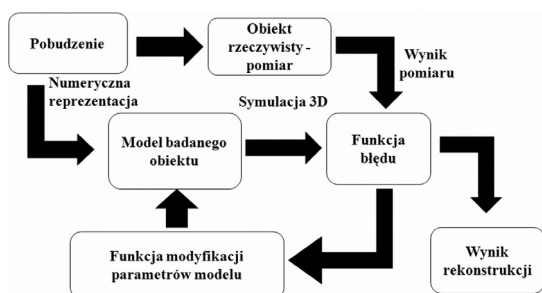 Pobudzenie
Obiekt
rzeczywisty -
pomiar
Wynik
pomiaru
Numeryczna
reprezentacja
Symulacja 3D
Model badanego
obiektu
Funkcja
błędu
Funkcja modyfikacji
parametrów modelu
Wynik
rekonstrukcji